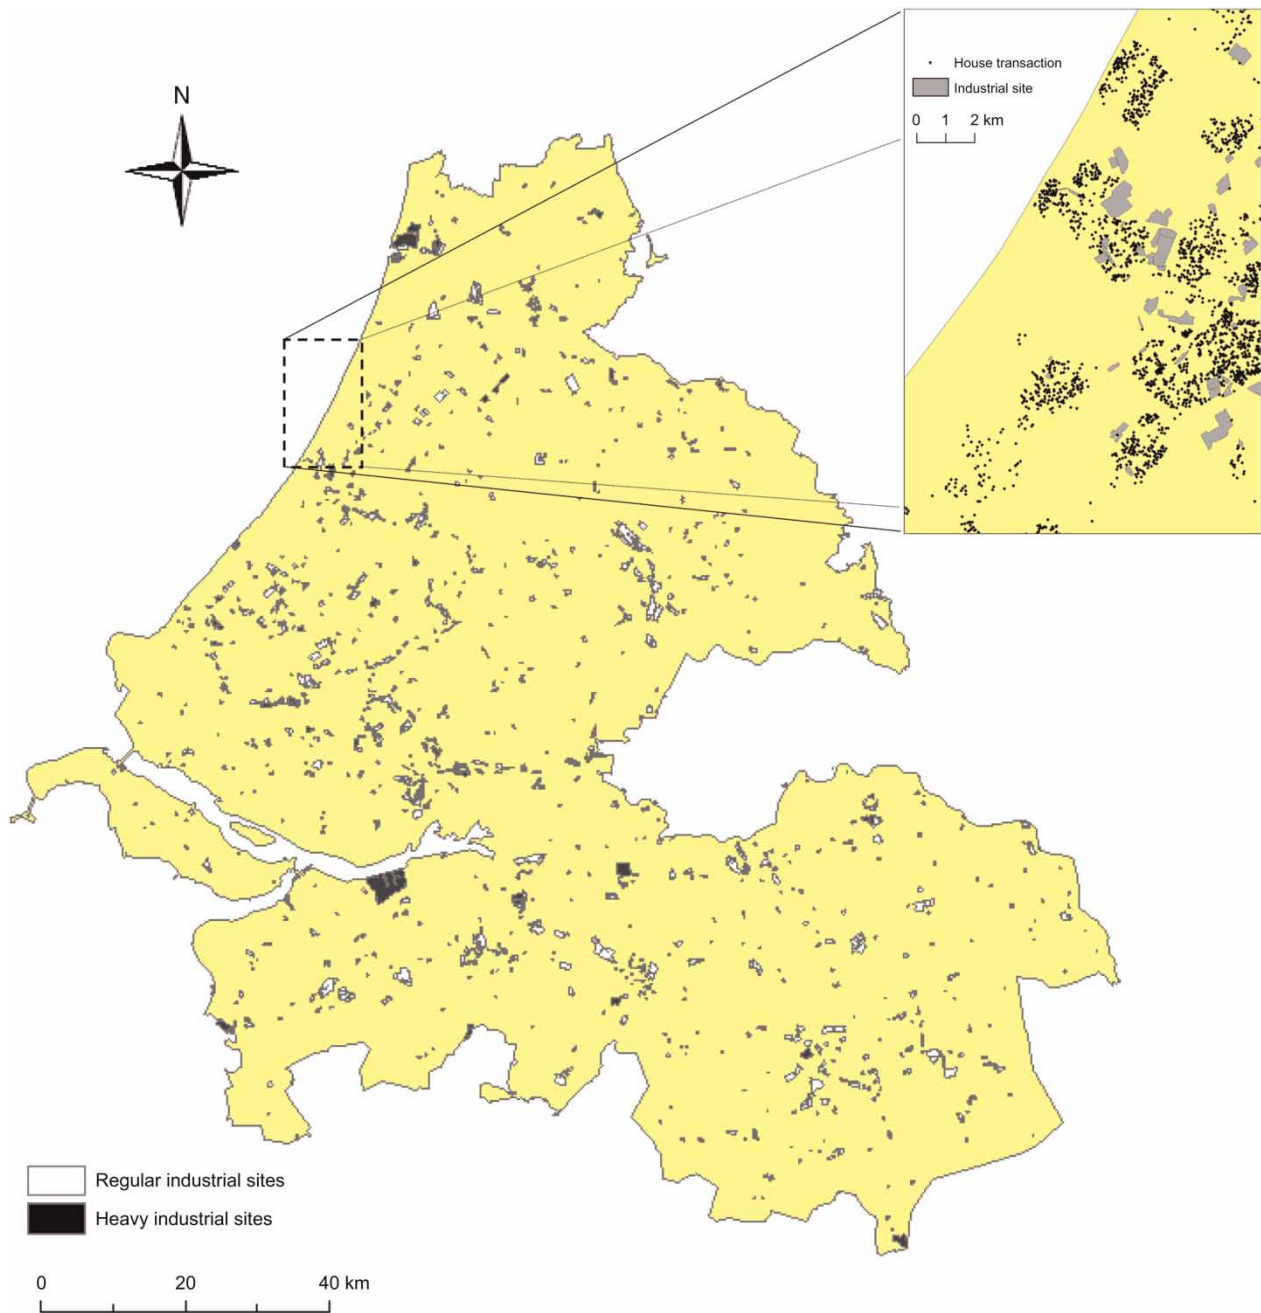 N
House transaction
Industrial site
0 1 2 km
Regular industrial sites
Heavy industrial sites
0 20 40 km